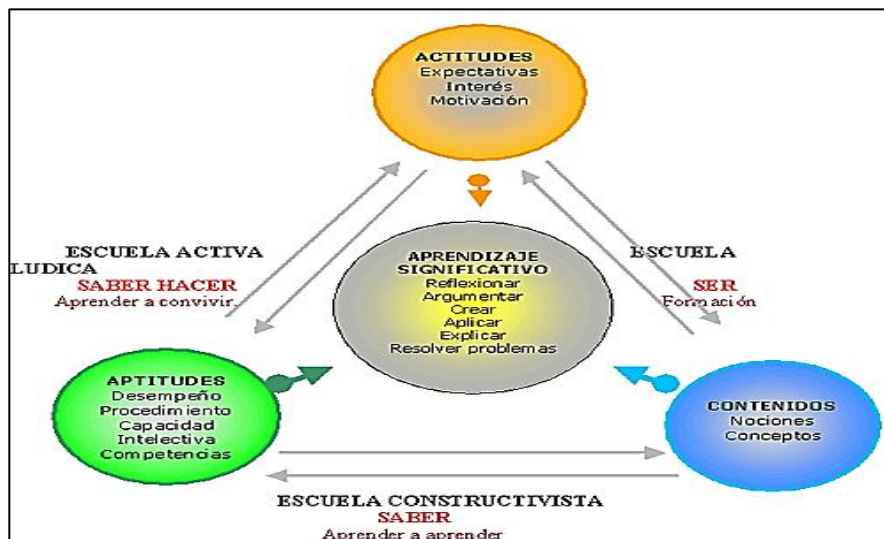 ACTITUDES
Expectativas
Interés
Motivación
ESCUELA ACTIVA
LUDICA
SABER HACER
Aprender a convivir.
APRENDIZAJE
SIGNIFICATIVO
Reflexionar
Argumentar
Crear
Aplicar
Explicar
Resolver problemas
ESCUELA
SER
Formación
APTITUDES
Desempeño
Procedimiento
Capacidad
Intelectiva
Competencias
CONTENIDOS
Nociones
Conceptos
ESCUELA CONSTRUCTIVISTA
SABER
Aprender a aprender